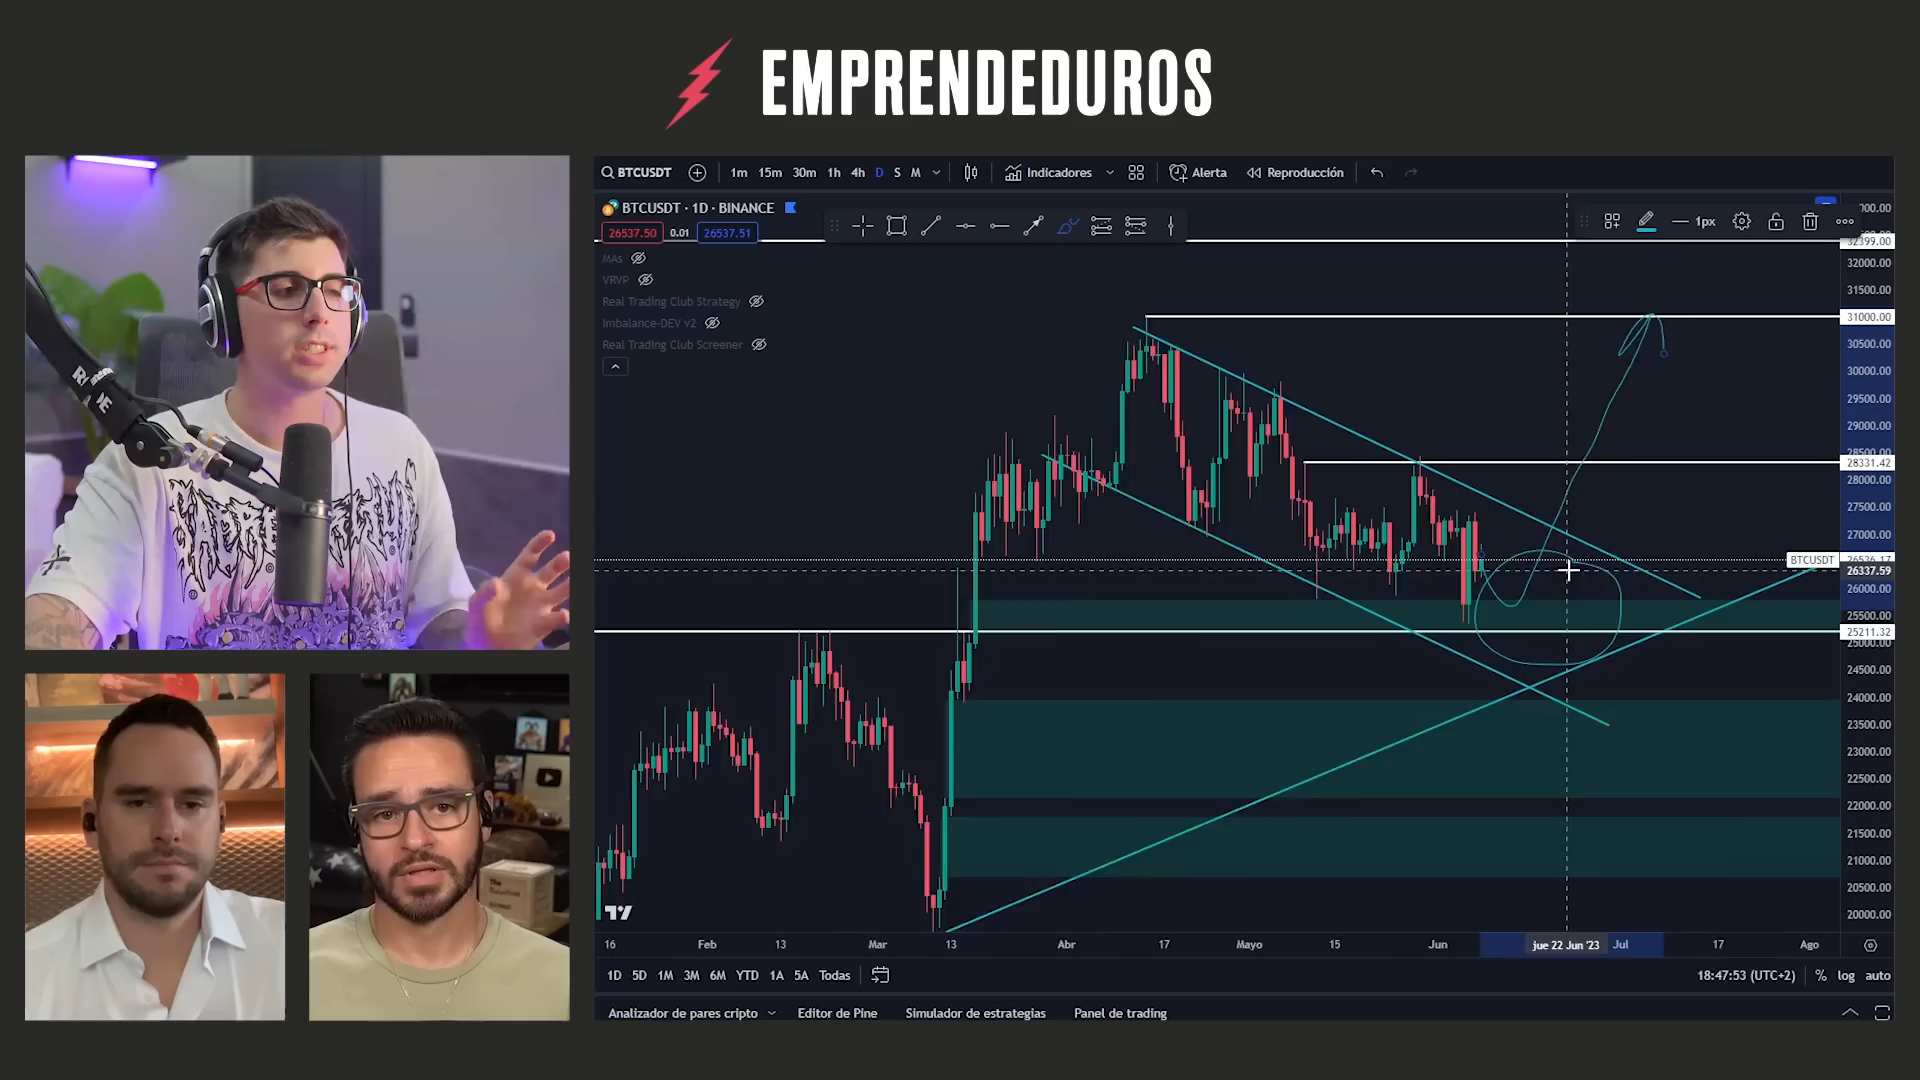 EMPRENDEDUROS
BTCUSDT 1m 15m 30m 1h 4h D S M Indicadores Alerta Reproducción
BTCUSDT · 1D · BINANCE
26537.50 0.01 26537.51
1px
MAs
VRVP
Real Trading Club Strategy
Imbalance-DEV v2
Real Trading Club Screener
32399.00
32000.00
31500.00
31000.00
30500.00
30000.00
29500.00
29000.00
28331.42
28000.00
27500.00
27000.00
BTCUSDT
26337.59
26000.00
25500.00
25211.32
25000.00
24500.00
24000.00
23500.00
23000.00
22500.00
22000.00
21500.00
21000.00
20500.00
20000.00
16 Feb 13 Mar 13 Abr 17 Mayo 15 Jun jue 22 Jun '23 Jul 17 Ago
1D 5D 1M 3M 6M YTD 1A 5A Todas 18:47:53 (UTC+2) % log auto
Analizador de pares cripto Editor de Pine Simulador de estrategias Panel de trading